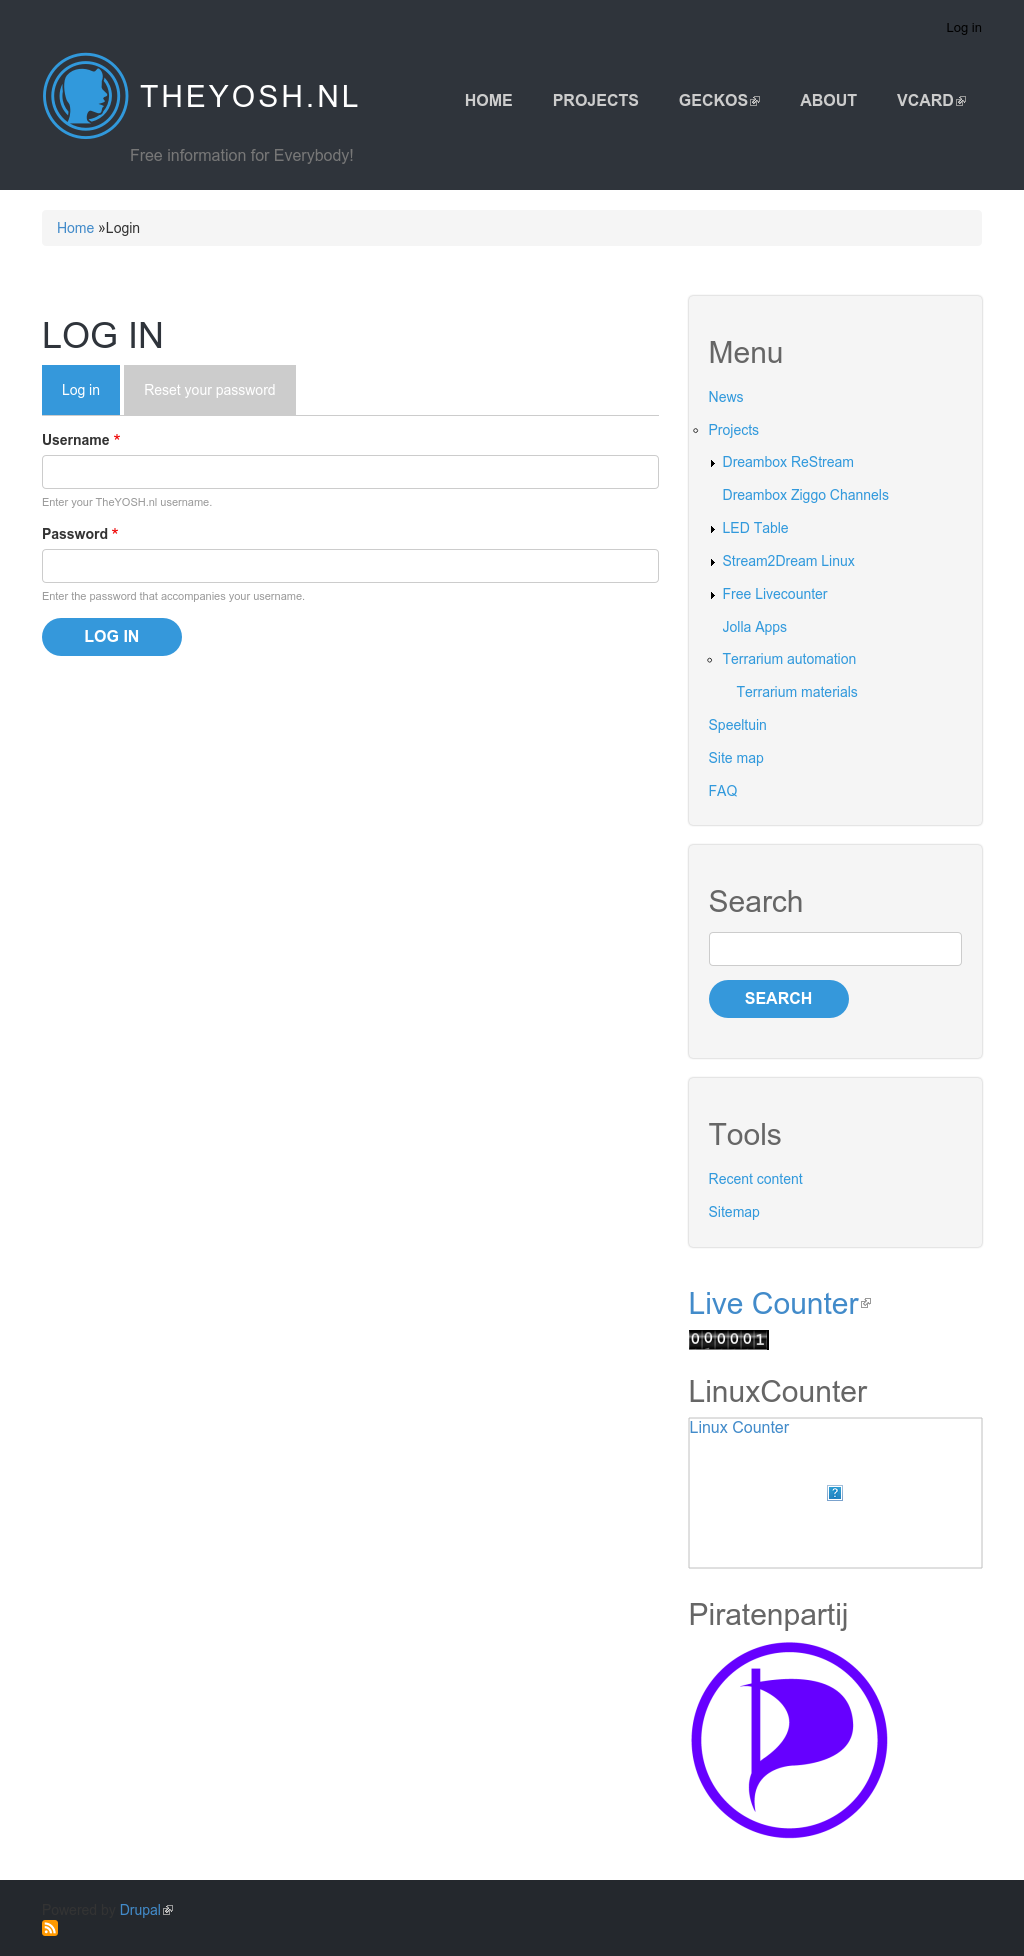 Log in
THEYOSH.NL
HOME PROJECTS GECKOS ABOUT VCARD
Free information for Everybody!
Home »Login
LOG IN
Log in Reset your password
Username *
Enter your TheYOSH.nl username.
Password *
Enter the password that accompanies your username.
LOG IN
Menu
News
Projects
Dreambox ReStream
Dreambox Ziggo Channels
LED Table
Stream2Dream Linux
Free Livecounter
Jolla Apps
Terrarium automation
Terrarium materials
Speeltuin
Site map
FAQ
Search
SEARCH
Tools
Recent content
Sitemap
Live Counter
000001
LinuxCounter
Linux Counter
?
Piratenpartij
Powered by Drupal